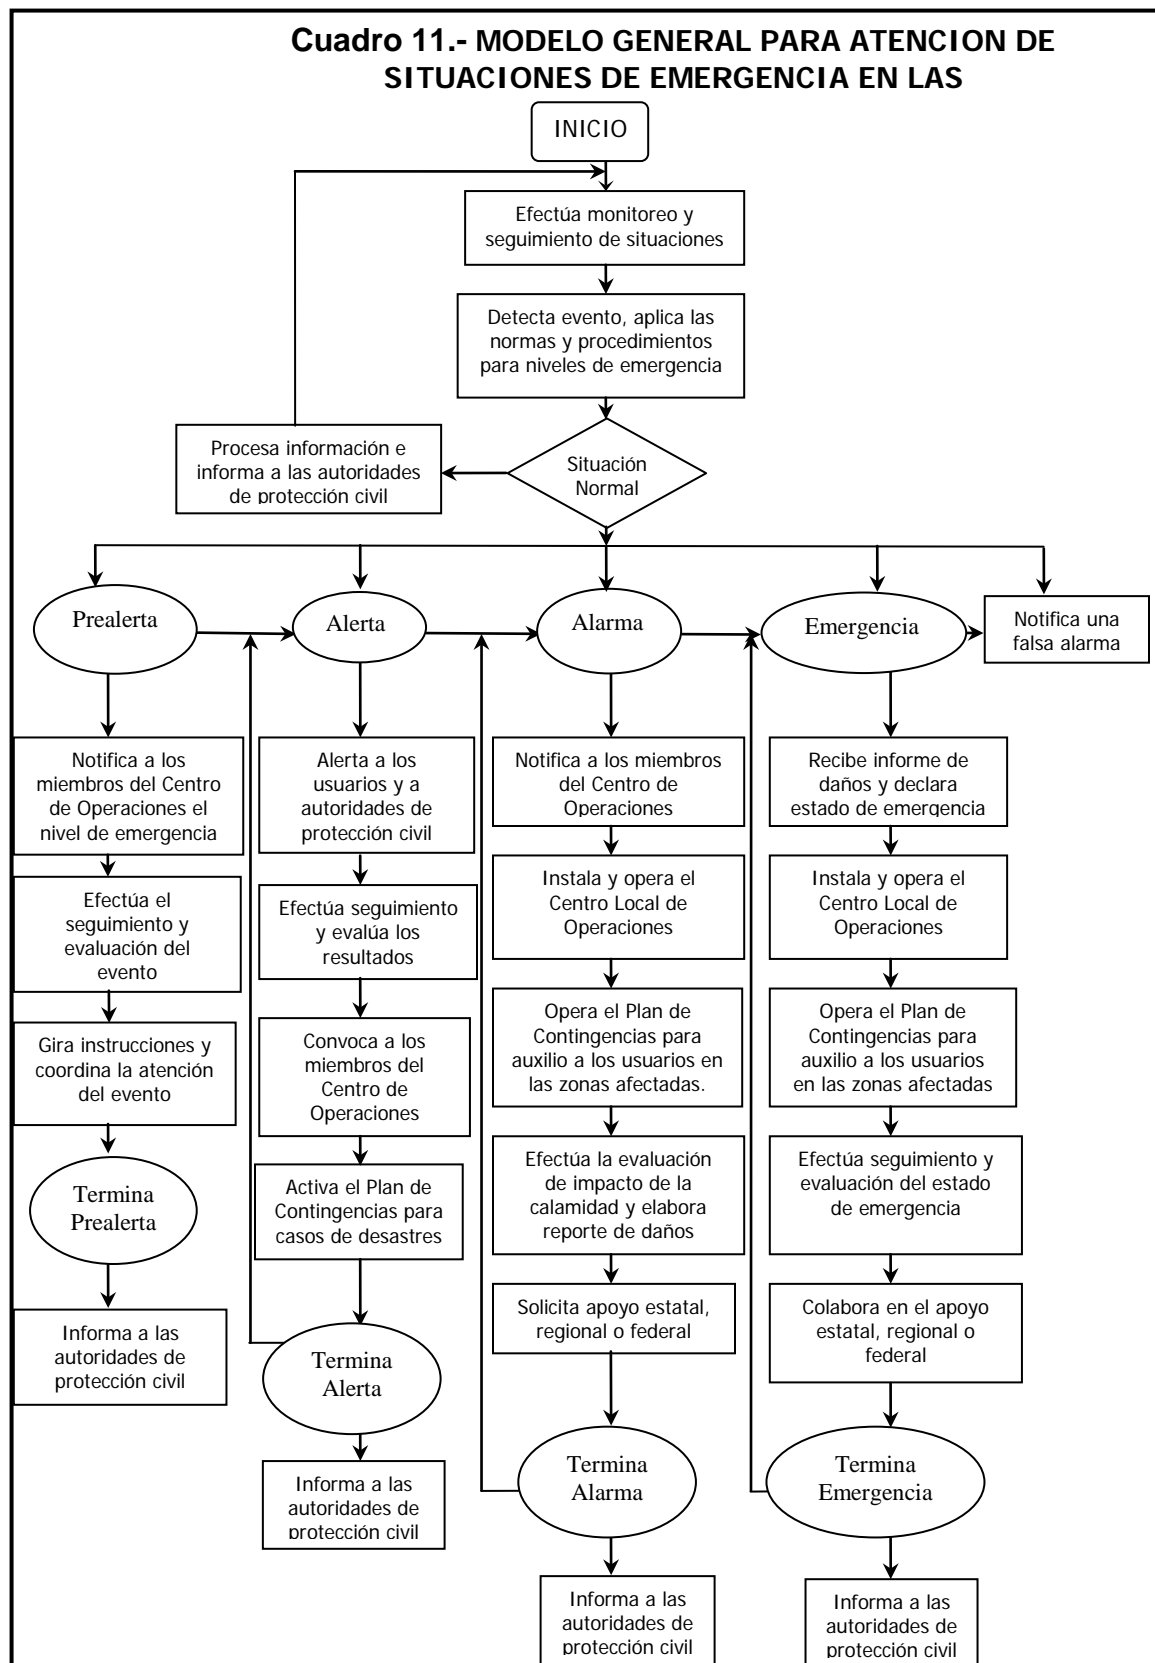 Cuadro 11.- MODELO GENERAL PARA ATENCION DE
SITUACIONES DE EMERGENCIA EN LAS
INICIO
Efectúa monitoreo y
seguimiento de situaciones
Detecta evento, aplica las
normas y procedimientos
para niveles de emergencia
Procesa información e
informa a las autoridades
de protección civil
Situación
Normal
Prealerta
Alerta
Alarma
Emergencia
Notifica una
falsa alarma
Notifica a los
miembros del Centro
de Operaciones el
nivel de emergencia
Efectúa el
seguimiento y
evaluación del
evento
Gira instrucciones y
coordina la atención
del evento
Termina
Prealerta
Informa a las
autoridades de
protección civil
Alerta a los
usuarios y a
autoridades de
protección civil
Efectúa seguimiento
y evalúa los
resultados
Convoca a los
miembros del
Centro de
Operaciones
Activa el Plan de
Contingencias para
casos de desastres
Termina
Alerta
Informa a las
autoridades de
protección civil
Notifica a los miembros
del Centro de
Operaciones
Instala y opera el
Centro Local de
Operaciones
Opera el Plan de
Contingencias para
auxilio a los usuarios en
las zonas afectadas.
Efectúa la evaluación
de impacto de la
calamidad y elabora
reporte de daños
Solicita apoyo estatal,
regional o federal
Termina
Alarma
Informa a las
autoridades de
protección civil
Recibe informe de
daños y declara
estado de emergencia
Instala y opera el
Centro Local de
Operaciones
Opera el Plan de
Contingencias para
auxilio a los usuarios
en las zonas afectadas
Efectúa seguimiento y
evaluación del estado
de emergencia
Colabora en el apoyo
estatal, regional o
federal
Termina
Emergencia
Informa a las
autoridades de
protección civil